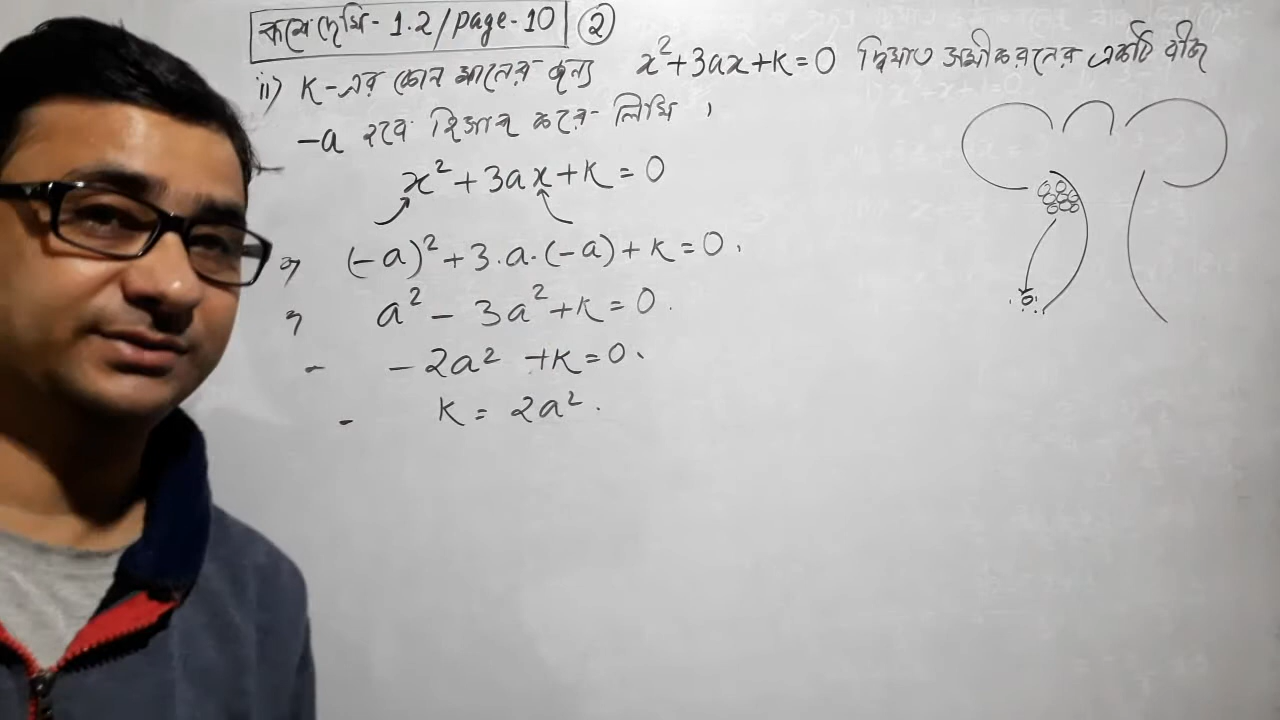 কষে দেখি - 1.2 / page - 10 ②
ii) K - এর কোন মানের জন্য x² + 3ax + K = 0 দ্বিঘাত সমীকরণের একটি বীজ
-a হবে হিসাব করে লিখি ।
x² + 3ax + K = 0
বা (-a)² + 3.a.(-a) + K = 0.
বা a² - 3a² + K = 0.
- -2a² + K = 0.
- K = 2a².